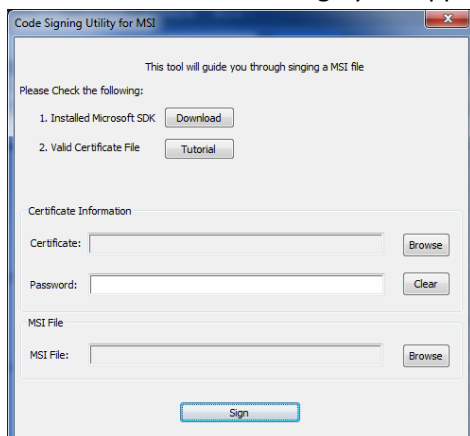 Code Signing Utility for MSI
This tool will guide you through singing a MSI file
Please Check the following:
1. Installed Microsoft SDK Download
2. Valid Certificate File Tutorial
Certificate Information
Certificate: Browse
Password: Clear
MSI File
MSI File: Browse
Sign